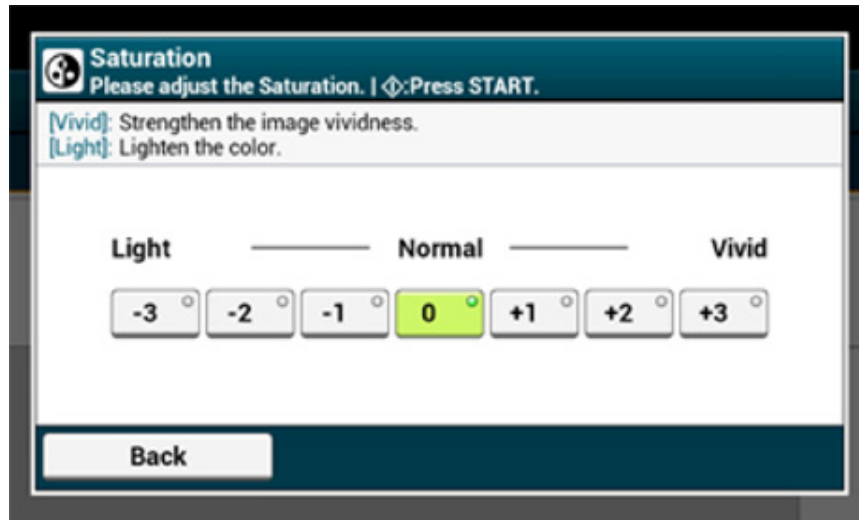 Saturation
Please adjust the Saturation. | :Press START.
[Vivid]: Strengthen the image vividness.
[Light]: Lighten the color.
Light Normal Vivid
-3 -2 -1 0 +1 +2 +3
Back